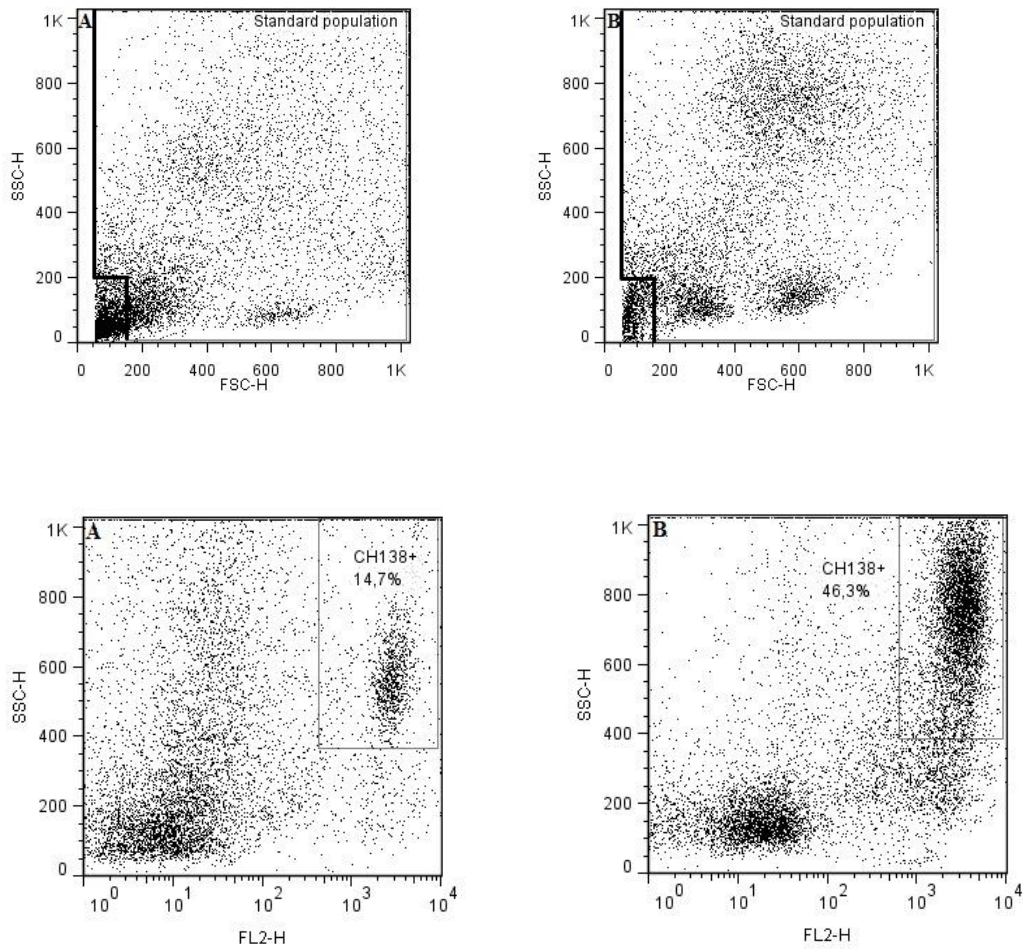 A Standard population
1K
800
600
400
200
0
SSC-H
0 200 400 600 800 1K
FSC-H
B Standard population
1K
800
600
400
200
0
SSC-H
0 200 400 600 800 1K
FSC-H
A
CH138+
14,7%
1K
800
600
400
200
0
SSC-H
10^0 10^1 10^2 10^3 10^4
FL2-H
B
CH138+
46,3%
1K
800
600
400
200
0
SSC-H
10^0 10^1 10^2 10^3 10^4
FL2-H